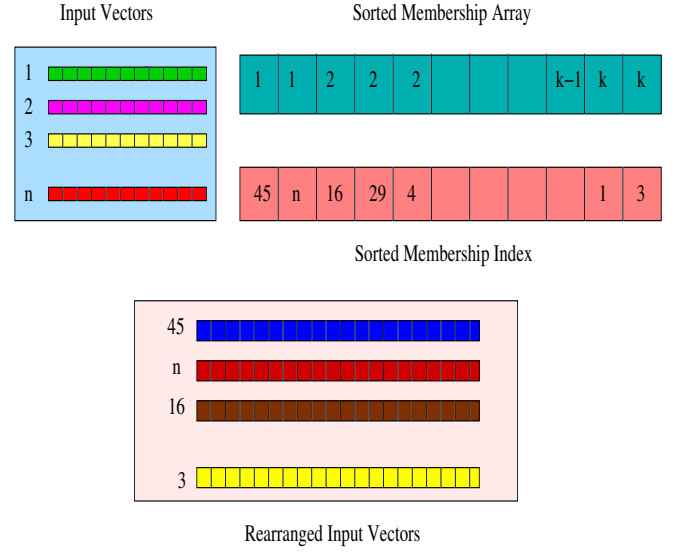 Input Vectors
Sorted Membership Array
1
2
3
n
1 1 2 2 2 k−1 k k
45 n 16 29 4 1 3
Sorted Membership Index
45
n
16
3
Rearranged Input Vectors